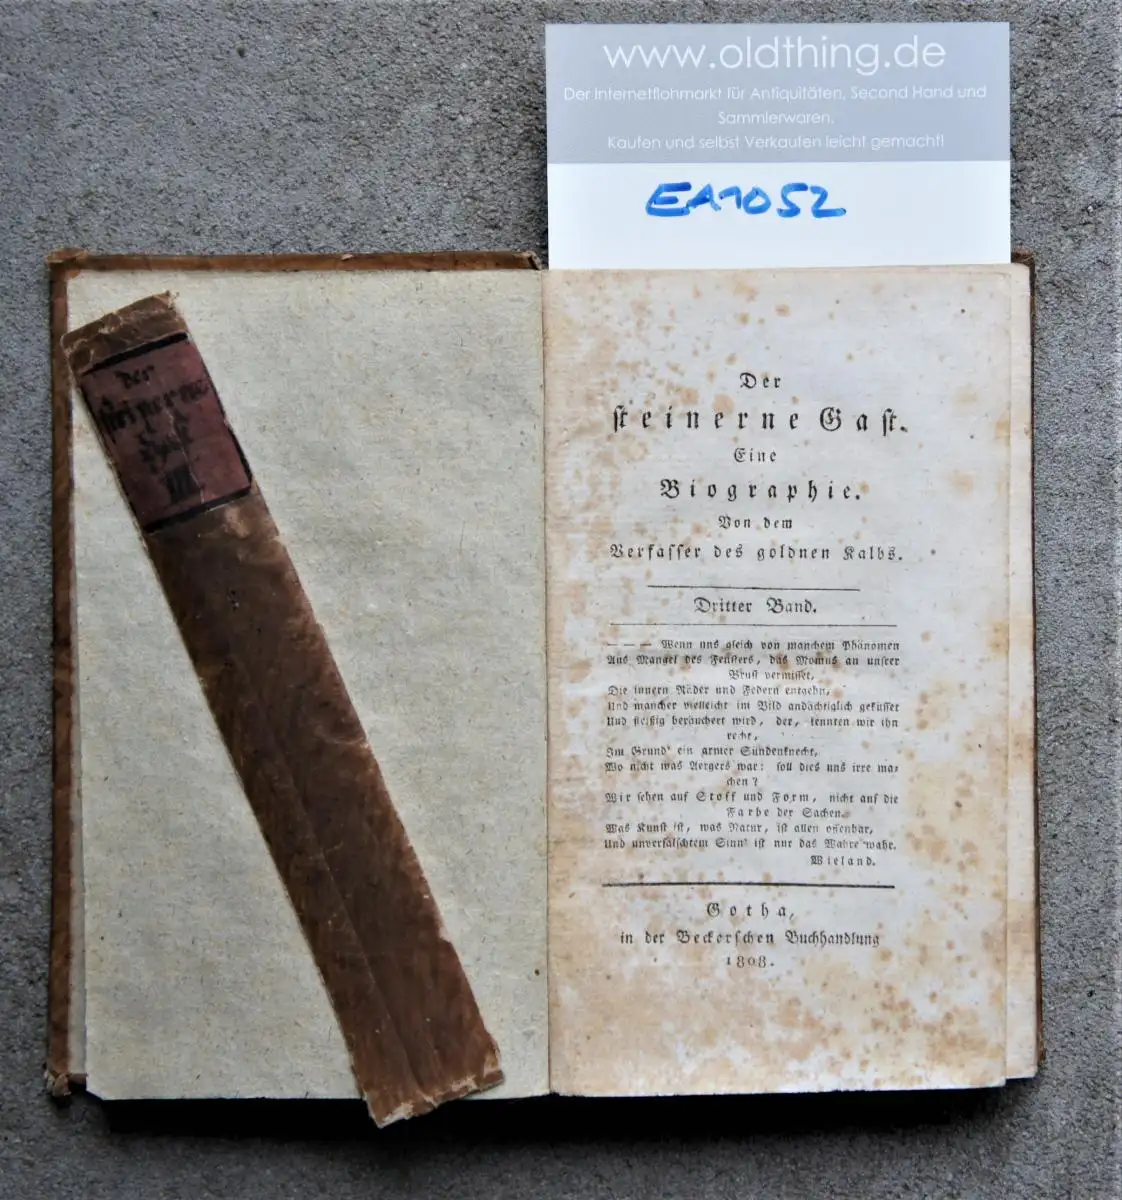 www.oldthing.de
Der Internetflohmarkt für Antiquitäten, Second Hand und
Sammlerwaren.
Kaufen und selbst Verkaufen leicht gemacht!
EA1052
der
steinerne
Gast
III
Der
steinerne Gast.
Eine
Biographie.
Von dem
Verfasser des goldnen Kalbs.
Dritter Band.
— — — Wenn uns gleich von manchem Phänomen
Aus Mangel des Fensters, das Momus an unsrer
Brust vermisset,
Die innern Räder und Federn entgehn,
Und mancher vielleicht im Bild andächtiglich geküsset
Und fleißig beräuchert wird, der, kennten wir ihn
recht,
Im Grund' ein armer Sündenknecht,
Wo nicht was Aergers war: soll dies uns irre ma-
chen?
Wir sehen auf Stoff und Form, nicht auf die
Farbe der Sachen.
Was Kunst ist, was Natur, ist allen offenbar,
Und unverfälschtem Sinn' ist nur das Wahre wahr.
Wieland.
Gotha,
in der Beckerschen Buchhandlung
1808.